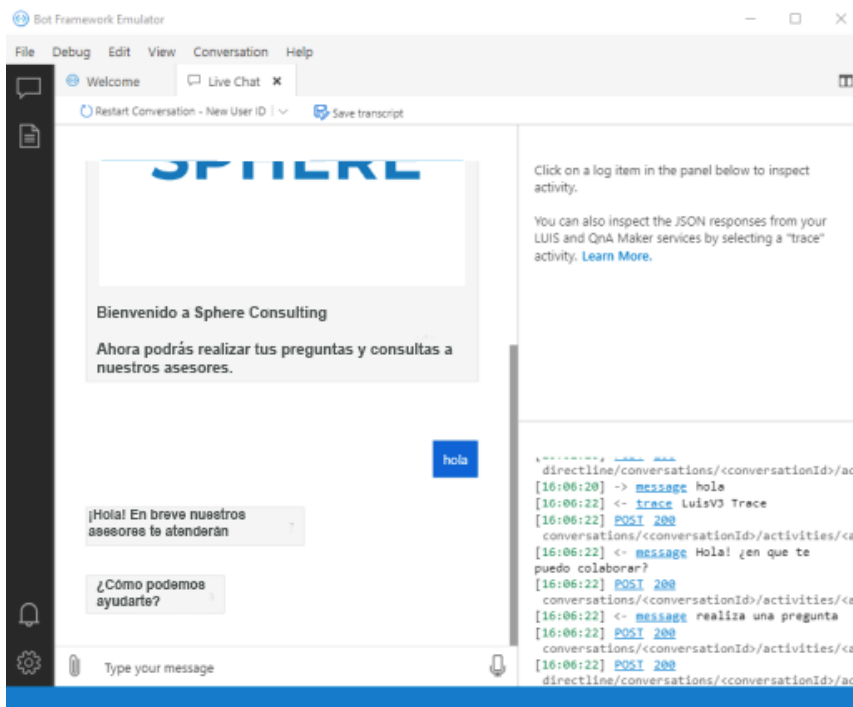 Bot Framework Emulator
File Debug Edit View Conversation Help
Welcome
Live Chat
Restart Conversation - New User ID
Save transcript
SPHERE
Bienvenido a Sphere Consulting
Ahora podrás realizar tus preguntas y consultas a
nuestros asesores.
hola
¡Hola! En breve nuestros
asesores te atenderán
¿Cómo podemos
ayudarte?
Type your message
Click on a log item in the panel below to inspect
activity.
You can also inspect the JSON responses from your
LUIS and QnA Maker services by selecting a "trace"
activity. Learn More.
directline/conversations/<conversationId>/ac
[16:06:20] -> message hola
[16:06:22] <- trace LuisV3 Trace
[16:06:22] POST 200
conversations/<conversationId>/activities/<a
[16:06:22] <- message Hola! ¿en que te
puedo colaborar?
[16:06:22] POST 200
conversations/<conversationId>/activities/<a
[16:06:22] <- message realiza una pregunta
[16:06:22] POST 200
conversations/<conversationId>/activities/<a
[16:06:22] POST 200
directline/conversations/<conversationId>/ac